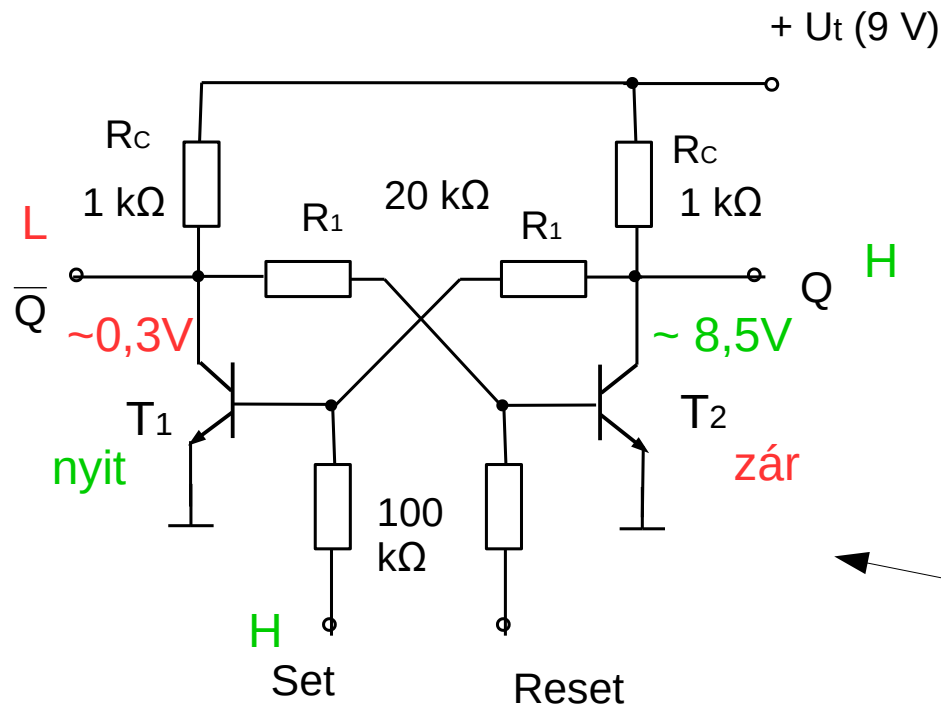 + Ut (9 V)
RC
RC
1 kΩ
20 kΩ
1 kΩ
L
R1
R1
H
Q
Q
~0,3V
~ 8,5V
T1
T2
nyit
zár
100
kΩ
H
Set
Reset